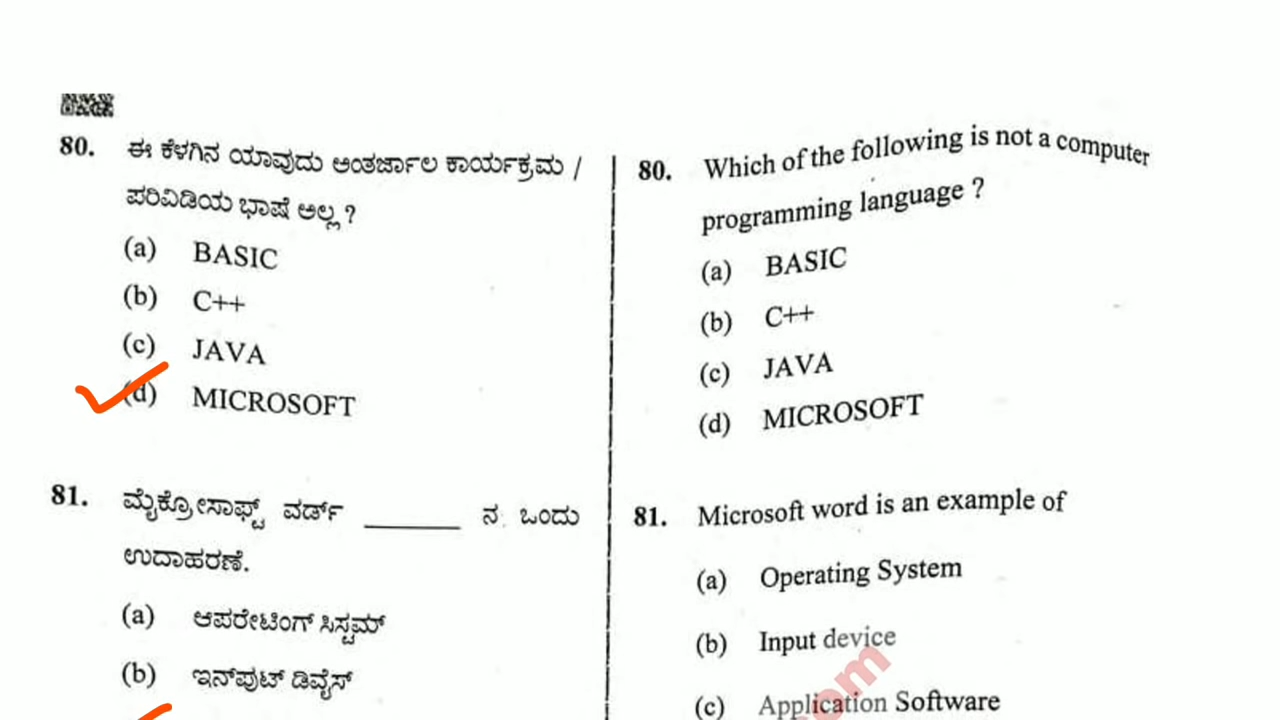 80. ಈ ಕೆಳಗಿನ ಯಾವುದು ಅಂತರ್ಜಾಲ ಕಾರ್ಯಕ್ರಮ /
ಪರಿವಿಡಿಯ ಭಾಷೆ ಅಲ್ಲ ?
(a) BASIC
(b) C++
(c) JAVA
(d) MICROSOFT
81. ಮೈಕ್ರೋಸಾಫ್ಟ್ ವರ್ಡ್ ______ ನ ಒಂದು
ಉದಾಹರಣೆ.
(a) ಆಪರೇಟಿಂಗ್ ಸಿಸ್ಟಮ್
(b) ಇನ್‌ಪುಟ್ ಡಿವೈಸ್
80. Which of the following is not a computer
programming language ?
(a) BASIC
(b) C++
(c) JAVA
(d) MICROSOFT
81. Microsoft word is an example of
(a) Operating System
(b) Input device
(c) Application Software